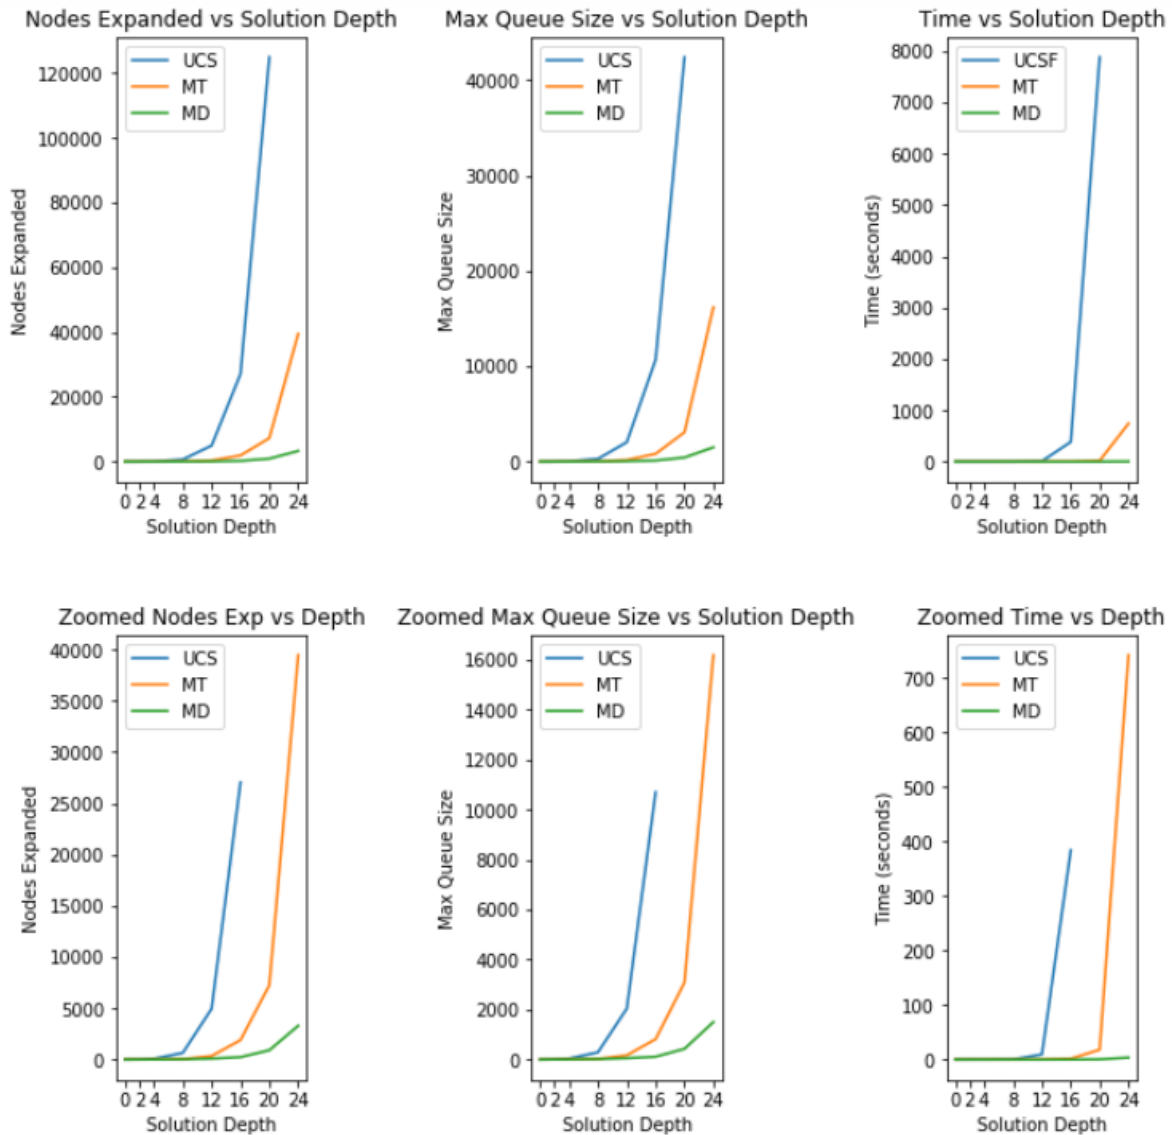 Nodes Expanded vs Solution Depth
UCS
MT
MD
120000
100000
80000
60000
40000
20000
0
Nodes Expanded
0 2 4 8 12 16 20 24
Solution Depth
Max Queue Size vs Solution Depth
UCS
MT
MD
40000
30000
20000
10000
0
Max Queue Size
0 2 4 8 12 16 20 24
Solution Depth
Time vs Solution Depth
UCSF
MT
MD
8000
7000
6000
5000
4000
3000
2000
1000
0
Time (seconds)
0 2 4 8 12 16 20 24
Solution Depth
Zoomed Nodes Exp vs Depth
UCS
MT
MD
40000
35000
30000
25000
20000
15000
10000
5000
0
Nodes Expanded
0 2 4 8 12 16 20 24
Solution Depth
Zoomed Max Queue Size vs Solution Depth
UCS
MT
MD
16000
14000
12000
10000
8000
6000
4000
2000
0
Max Queue Size
0 2 4 8 12 16 20 24
Solution Depth
Zoomed Time vs Depth
UCS
MT
MD
700
600
500
400
300
200
100
0
Time (seconds)
0 2 4 8 12 16 20 24
Solution Depth